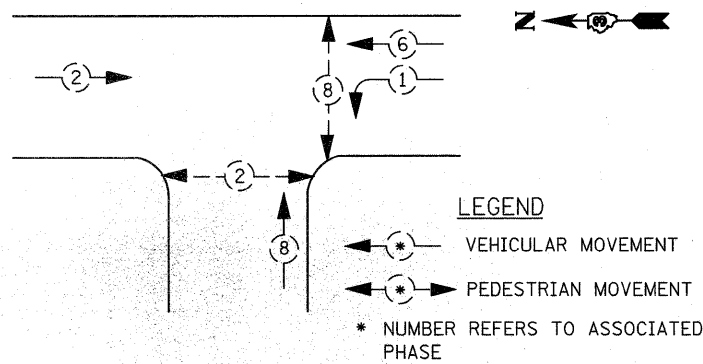 N
6
2
1
8
2
8
LEGEND
* VEHICULAR MOVEMENT
* PEDESTRIAN MOVEMENT
* NUMBER REFERS TO ASSOCIATED
PHASE